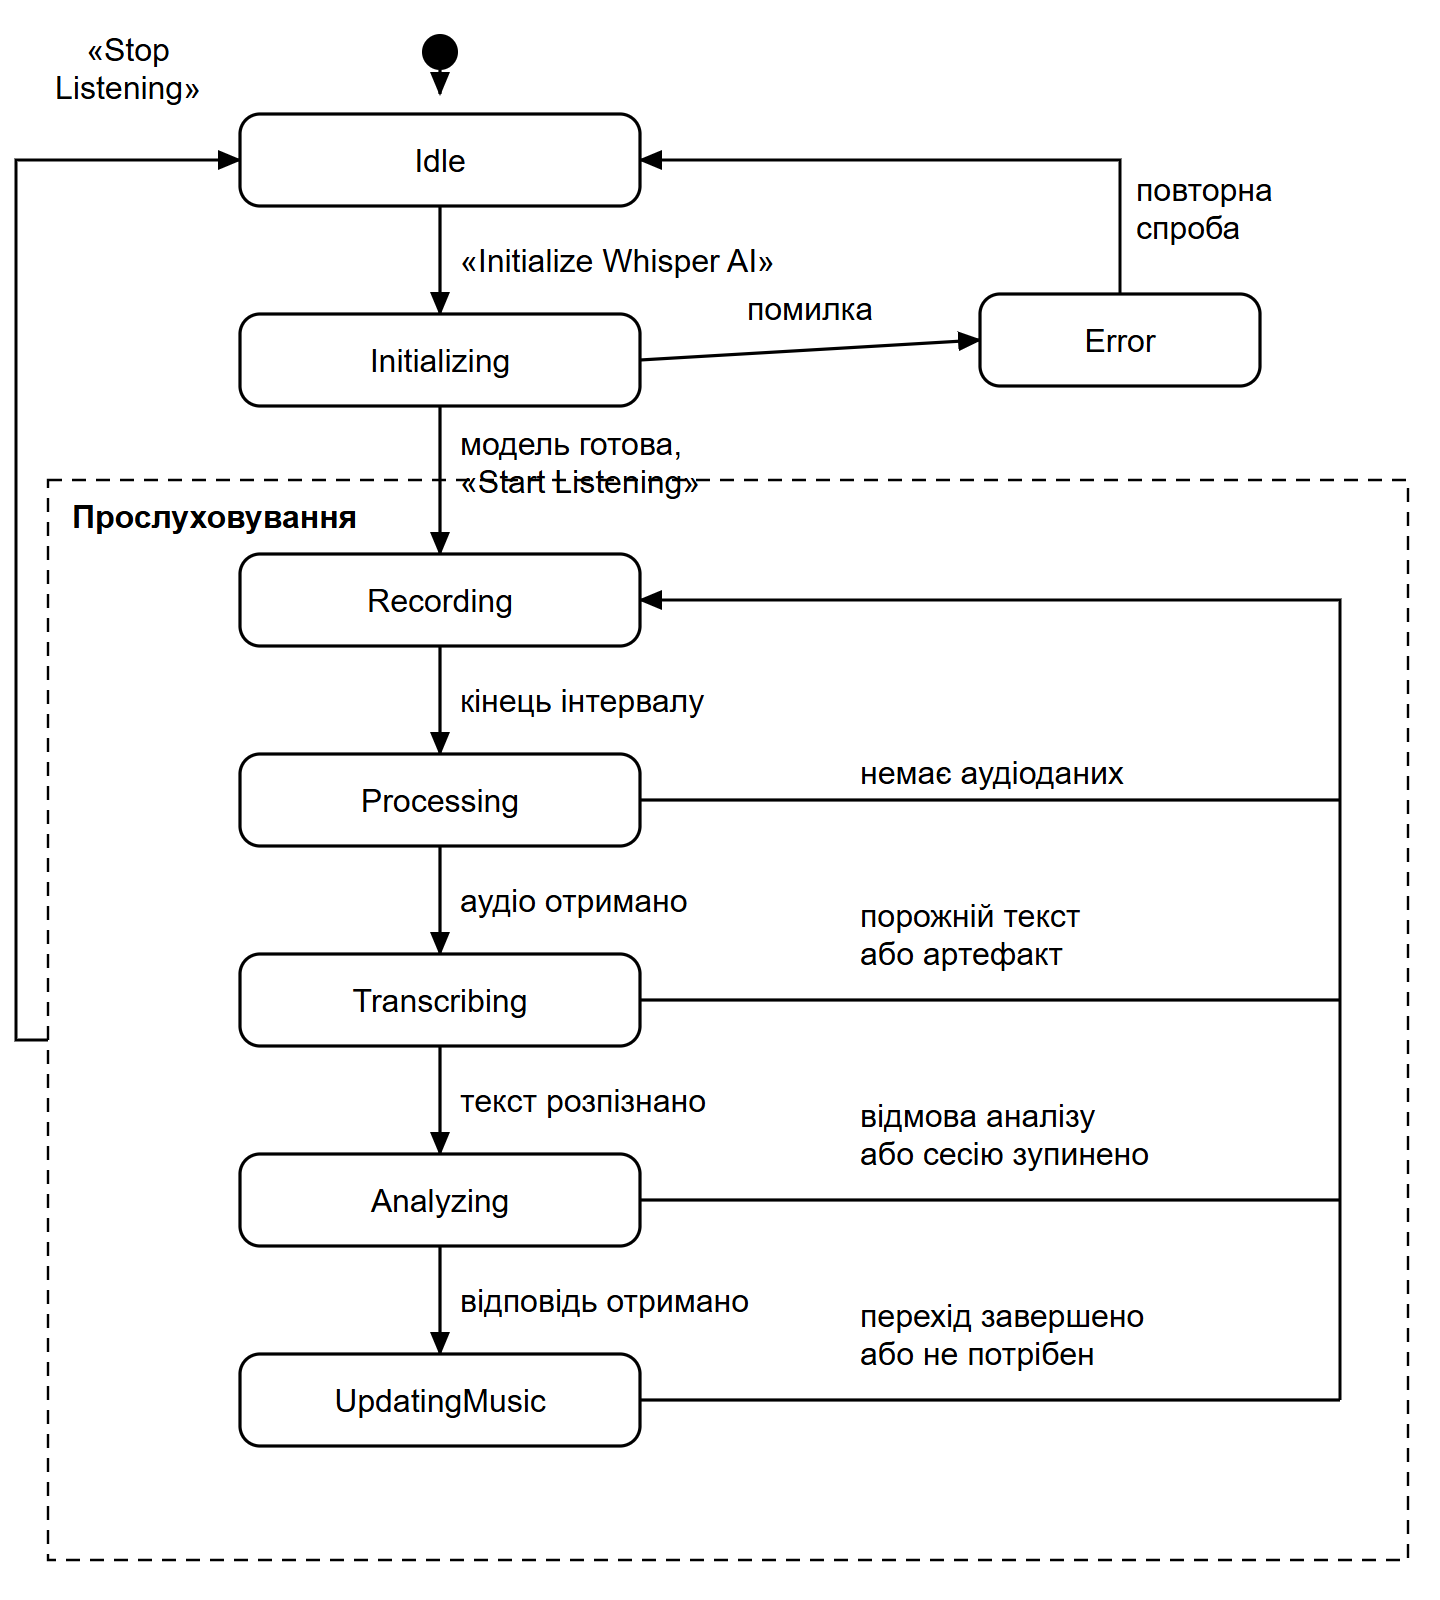 «Stop
Listening»
Idle
повторна
спроба
«Initialize Whisper AI»
помилка
Error
Initializing
модель готова,
«Start Listening»
Прослуховування
Recording
кінець інтервалу
немає аудіоданих
Processing
аудіо отримано
порожній текст
або артефакт
Transcribing
текст розпізнано
відмова аналізу
або сесію зупинено
Analyzing
відповідь отримано
перехід завершено
або не потрібен
UpdatingMusic